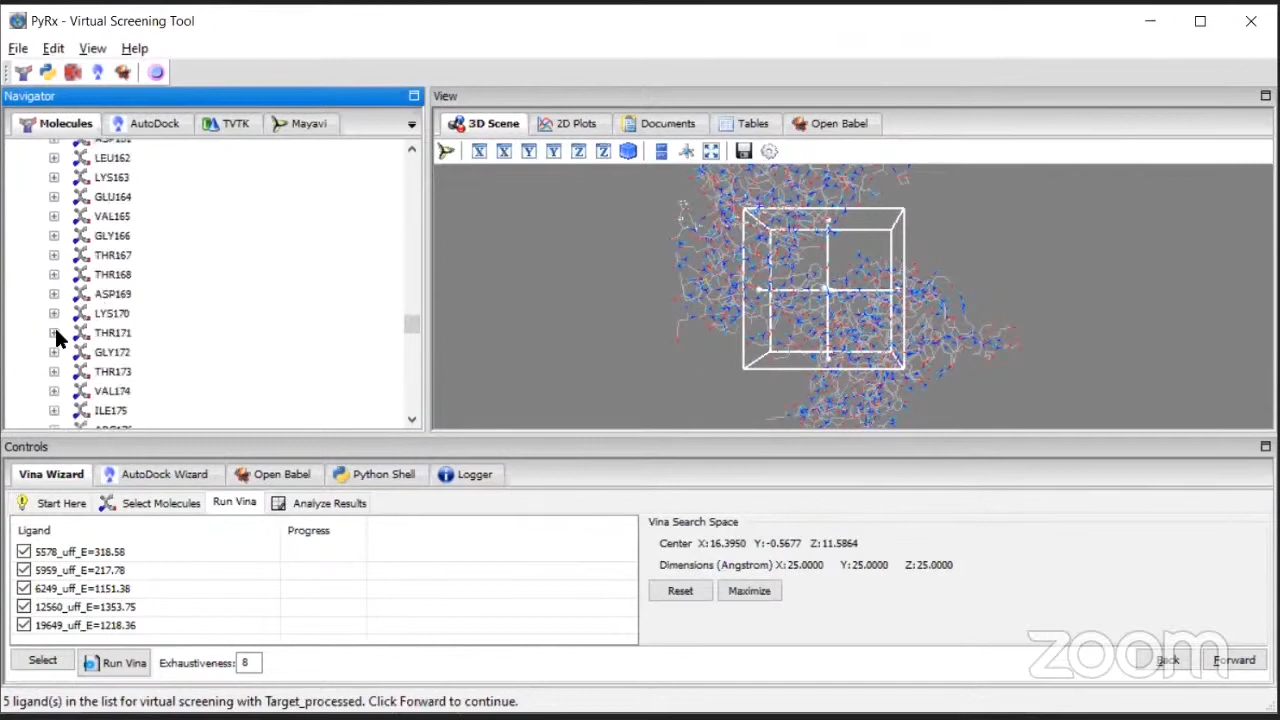 PyRx - Virtual Screening Tool
File Edit View Help
Navigator
View
Molecules AutoDock TVTK Mayavi
3D Scene 2D Plots Documents Tables Open Babel
LEU162
LYS163
GLU164
VAL165
GLY166
THR167
THR168
ASP169
LYS170
THR171
GLY172
THR173
VAL174
ILE175
Controls
Vina Wizard AutoDock Wizard Open Babel Python Shell Logger
Start Here Select Molecules Run Vina Analyze Results
Ligand Progress
5578_uff_E=318.58
5959_uff_E=217.78
6249_uff_E=1151.38
12560_uff_E=1353.75
19649_uff_E=1218.36
Vina Search Space
Center X:16.3950 Y:-0.5677 Z:11.5864
Dimensions (Angstrom) X:25.0000 Y:25.0000 Z:25.0000
Reset Maximize
Select Run Vina Exhaustiveness: 8
zoom
Back Forward
5 ligand(s) in the list for virtual screening with Target_processed. Click Forward to continue.